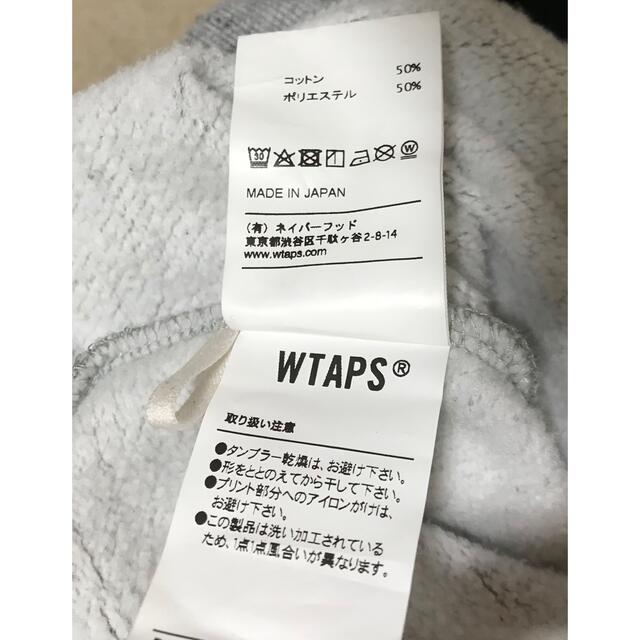 コットン 50%
ポリエステル 50%
30 W
MADE IN JAPAN
(有) ネイバーフッド
東京都渋谷区千駄ヶ谷2-8-14
www.wtaps.com
WTAPS®
取り扱い注意
●タンブラー乾燥は、お避け下さい。
●形をととのえてから干して下さい。
●プリント部分へのアイロンがけは、
お避け下さい。
●この製品は洗い加工されている
ため、1点1点風合いが異なります。